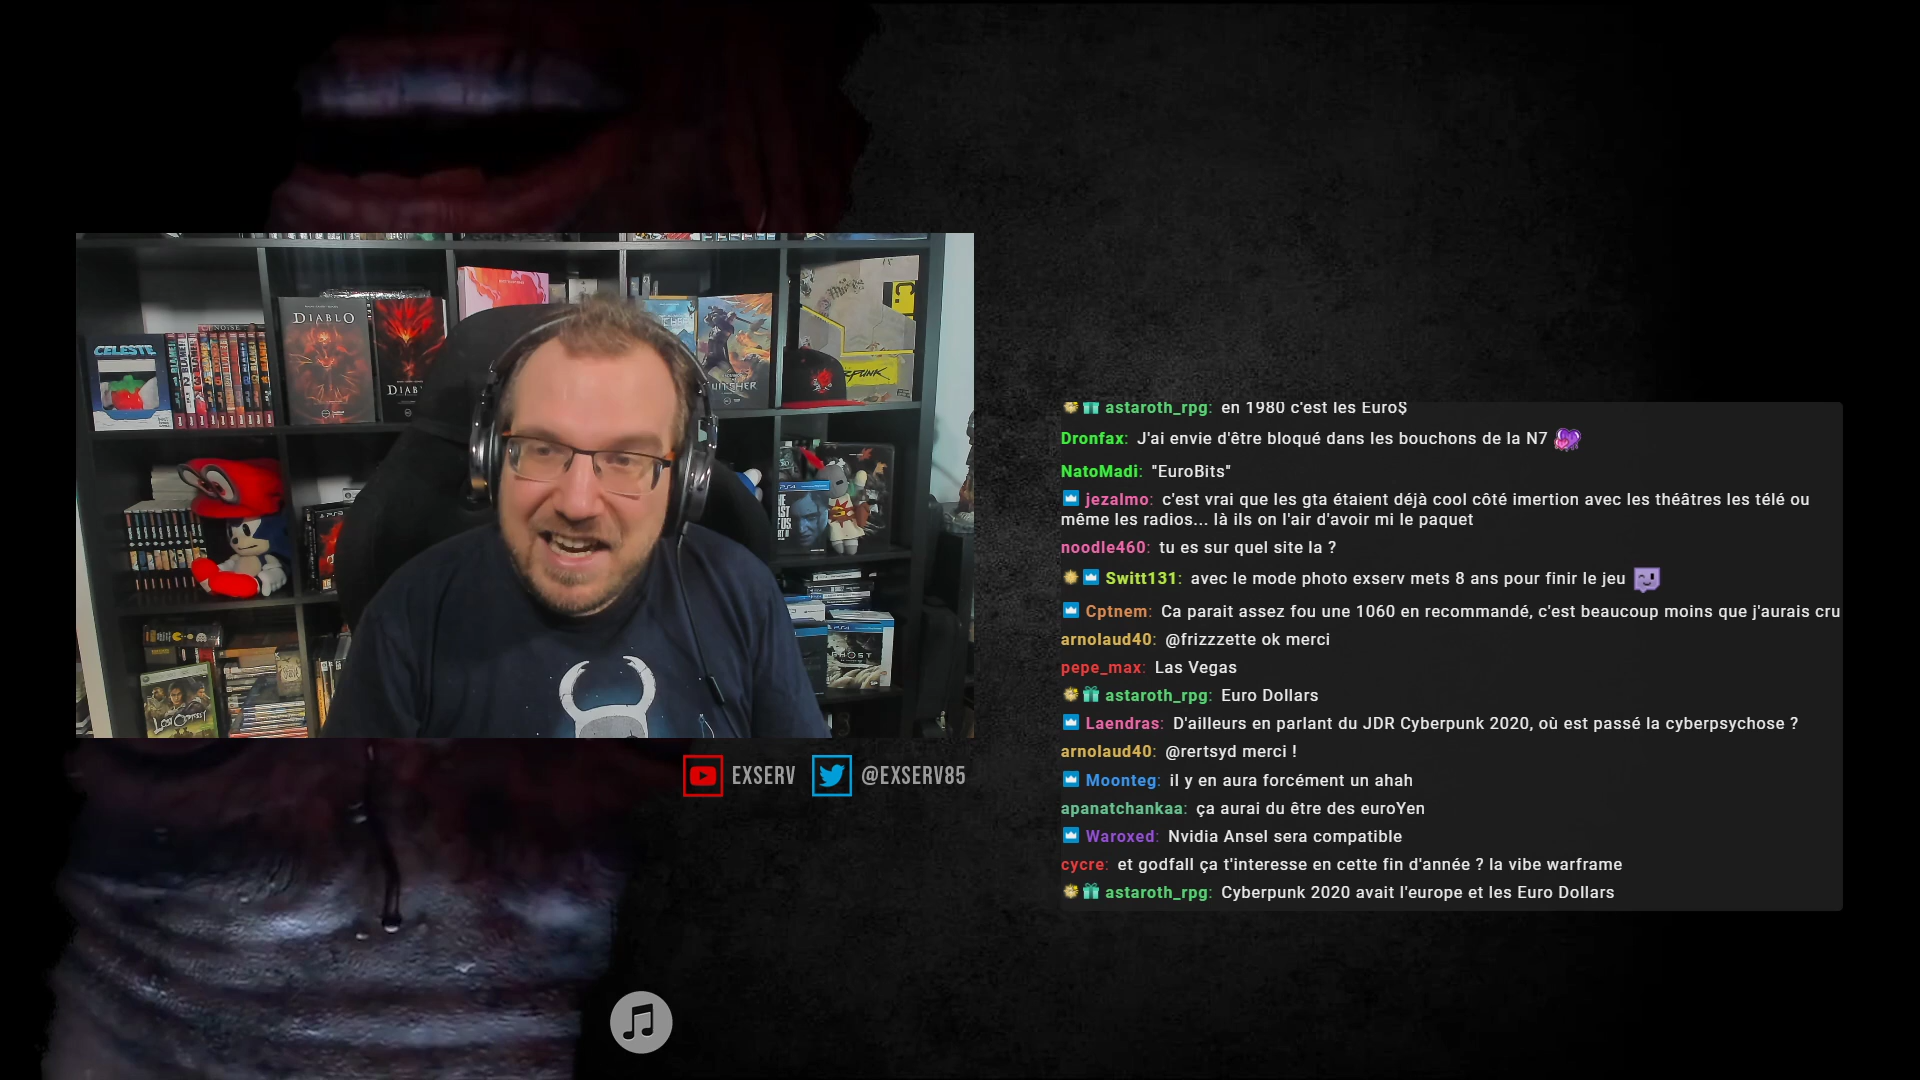 CELESTE
BLAME!
DIABLO
DIAB
CYBERPUNK
PS4
PS3
LOST ODYSSEY
GHOST
EXSERV
@EXSERV85
astaroth_rpg: en 1980 c'est les Euro$
Dronfax: J'ai envie d'être bloqué dans les bouchons de la N7
NatoMadi: "EuroBits"
jezalmo: c'est vrai que les gta étaient déjà cool côté imertion avec les théâtres les télé ou
même les radios... là ils on l'air d'avoir mi le paquet
noodle460: tu es sur quel site la ?
Switt131: avec le mode photo exserv mets 8 ans pour finir le jeu
Cptnem: Ca parait assez fou une 1060 en recommandé, c'est beaucoup moins que j'aurais cru
arnolaud40: @frizzzette ok merci
pepe_max: Las Vegas
astaroth_rpg: Euro Dollars
Laendras: D'ailleurs en parlant du JDR Cyberpunk 2020, où est passé la cyberpsychose ?
arnolaud40: @rertsyd merci !
Moonteg: il y en aura forcément un ahah
apanatchankaa: ça aurai du être des euroYen
Waroxed: Nvidia Ansel sera compatible
cycre: et godfall ça t'interesse en cette fin d'année ? la vibe warframe
astaroth_rpg: Cyberpunk 2020 avait l'europe et les Euro Dollars